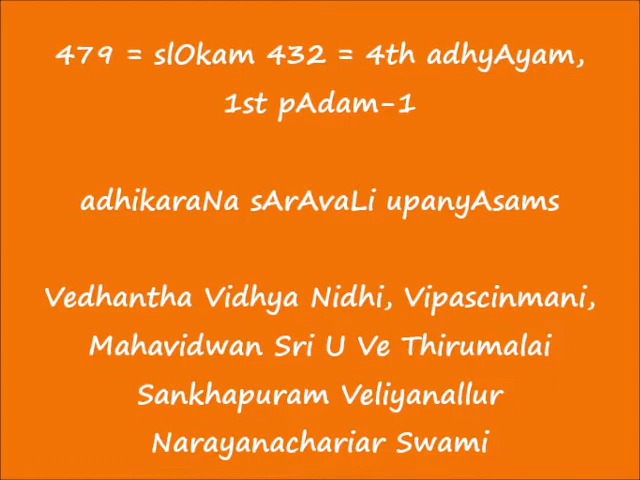 479 = slOkam 432 = 4th adhyAyam,
1st pAdam-1
adhikaraNa sArAvaLi upanyAsams
Vedhantha Vidhya Nidhi, Vipascinmani,
Mahavidwan Sri U Ve Thirumalai
Sankhapuram Veliyanallur
Narayanachariar Swami